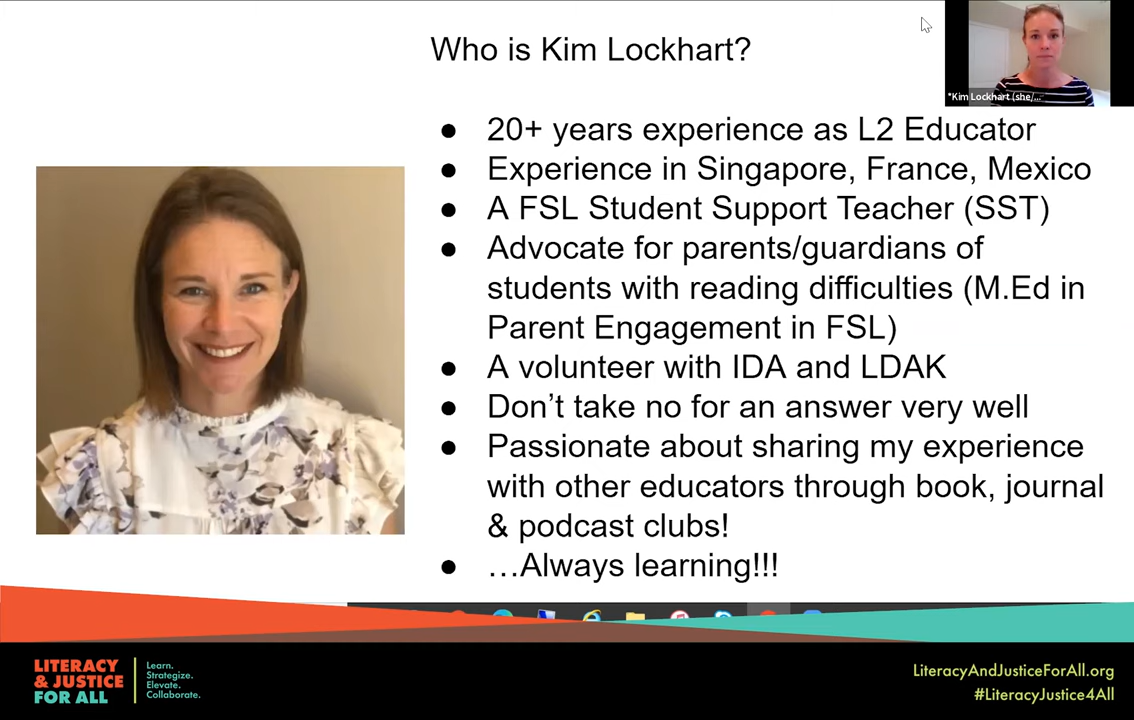 Who is Kim Lockhart?
*Kim Lockhart (she/...
● 20+ years experience as L2 Educator
● Experience in Singapore, France, Mexico
● A FSL Student Support Teacher (SST)
● Advocate for parents/guardians of
students with reading difficulties (M.Ed in
Parent Engagement in FSL)
● A volunteer with IDA and LDAK
● Don’t take no for an answer very well
● Passionate about sharing my experience
with other educators through book, journal
& podcast clubs!
● …Always learning!!!
LITERACY
& JUSTICE
FOR ALL
Learn.
Strategize.
Elevate.
Collaborate.
LiteracyAndJusticeForAll.org
#LiteracyJustice4All